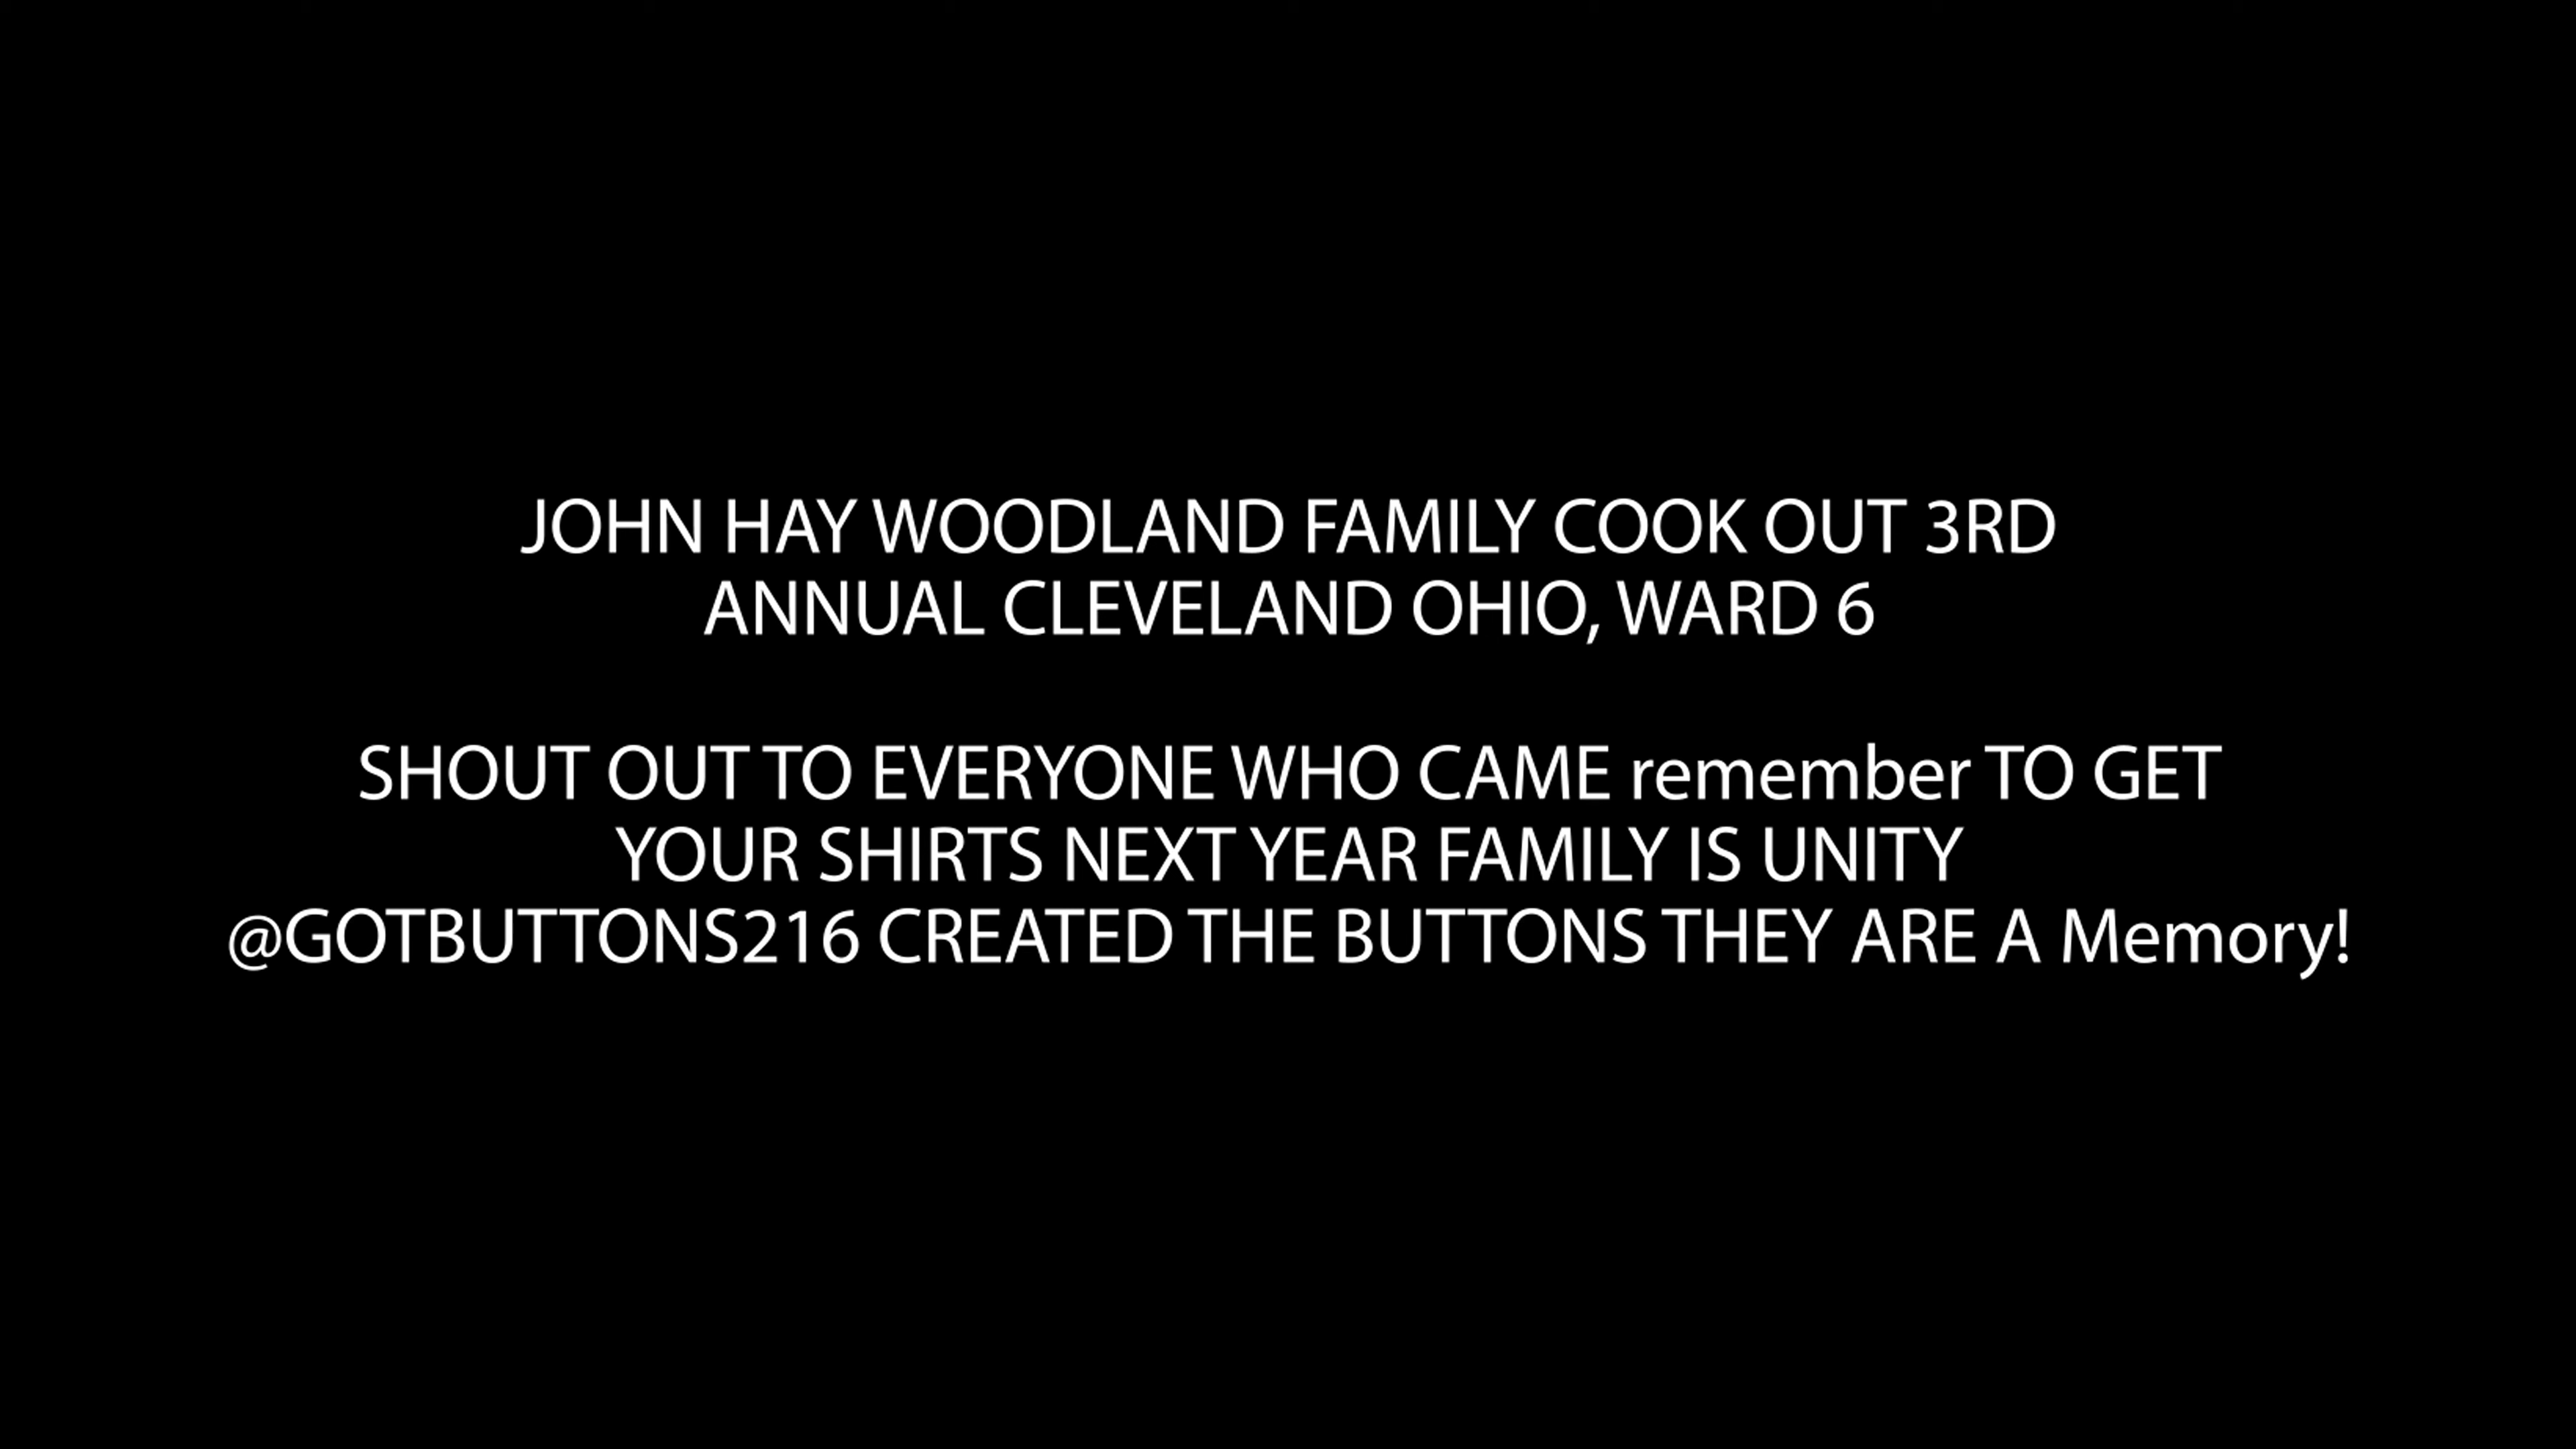 JOHN HAY WOODLAND FAMILY COOK OUT 3RD
ANNUAL CLEVELAND OHIO, WARD 6
SHOUT OUT TO EVERYONE WHO CAME remember TO GET
YOUR SHIRTS NEXT YEAR FAMILY IS UNITY
@GOTBUTTONS216 CREATED THE BUTTONS THEY ARE A Memory!